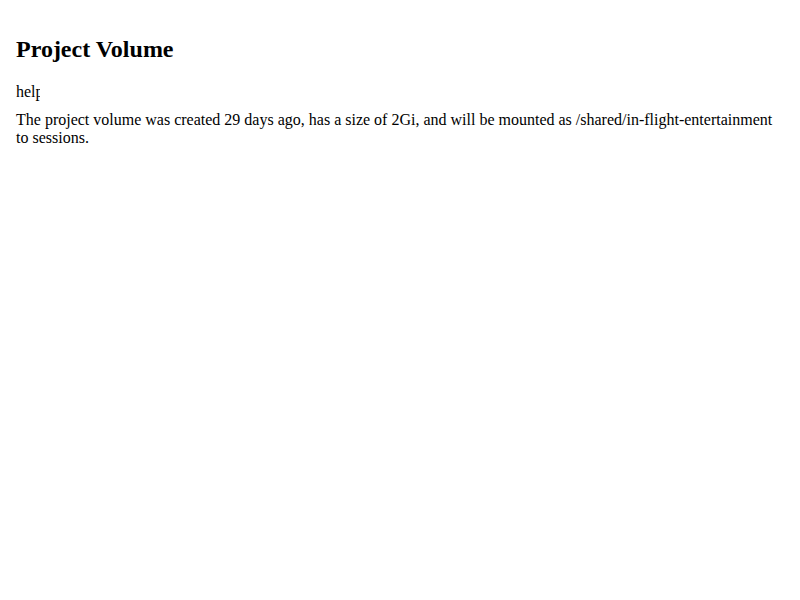 Project Volume
help
The project volume was created 29 days ago, has a size of 2Gi, and will be mounted as /shared/in-flight-entertainment
to sessions.